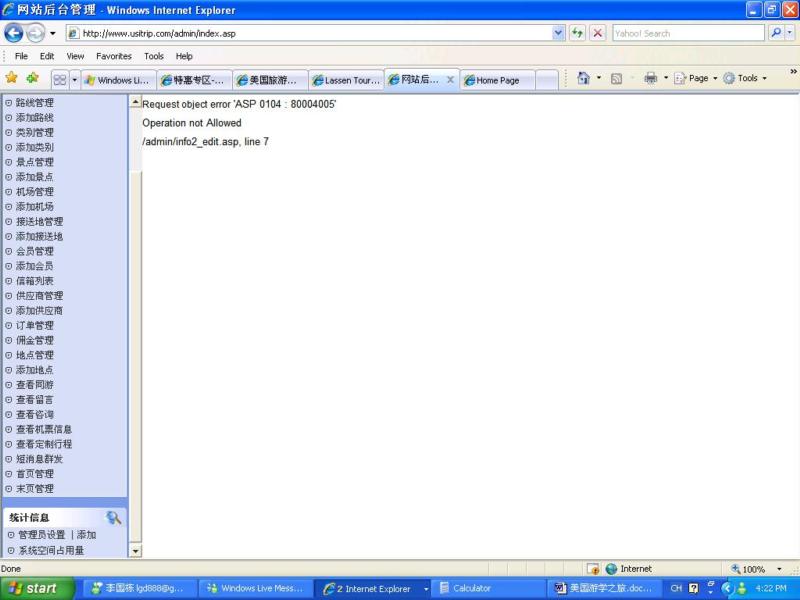 网站后台管理 - Windows Internet Explorer
http://www.usitrip.com/admin/index.asp
Yahoo! Search
File Edit View Favorites Tools Help
Windows Li...
特惠专区-...
美国旅游...
Lassen Tour...
网站后...
Home Page
Page
Tools
路线管理
添加路线
类别管理
添加类别
景点管理
添加景点
机场管理
添加机场
接送地管理
添加接送地
会员管理
添加会员
信箱列表
供应商管理
添加供应商
订单管理
佣金管理
地点管理
添加地点
查看同游
查看留言
查看咨询
查看机票信息
查看定制行程
短消息群发
首页管理
末页管理
统计信息
管理员设置 | 添加
系统空间占用量
Request object error 'ASP 0104 : 80004005'
Operation not Allowed
/admin/info2_edit.asp, line 7
Done
Internet
100%
start
李国栋 lgd888@g...
Windows Live Mess...
2 Internet Explorer
Calculator
美国游学之旅.doc...
CH
4:22 PM